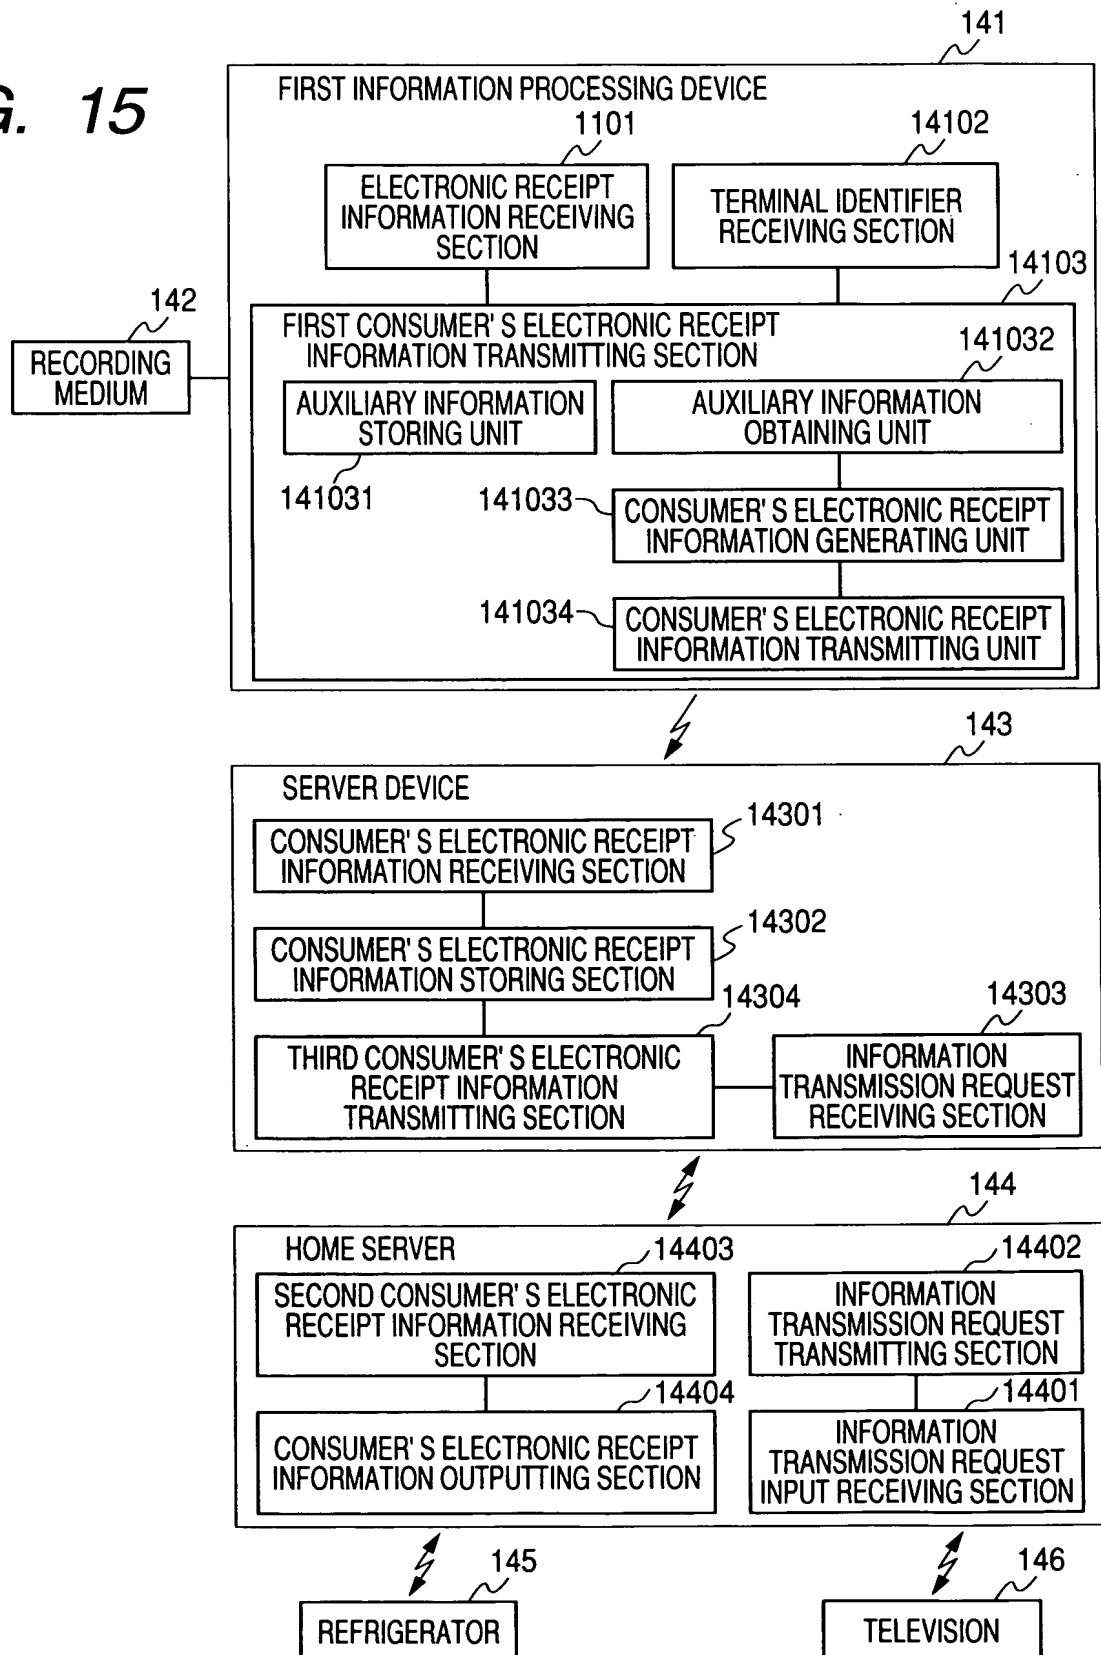 G. 15
141
FIRST INFORMATION PROCESSING DEVICE
1101
14102
ELECTRONIC RECEIPT
INFORMATION RECEIVING
SECTION
TERMINAL IDENTIFIER
RECEIVING SECTION
14103
142
RECORDING
MEDIUM
FIRST CONSUMER'S ELECTRONIC RECEIPT
INFORMATION TRANSMITTING SECTION
141032
AUXILIARY INFORMATION
STORING UNIT
AUXILIARY INFORMATION
OBTAINING UNIT
141031
141033
CONSUMER'S ELECTRONIC RECEIPT
INFORMATION GENERATING UNIT
141034
CONSUMER'S ELECTRONIC RECEIPT
INFORMATION TRANSMITTING UNIT
143
SERVER DEVICE
14301
CONSUMER'S ELECTRONIC RECEIPT
INFORMATION RECEIVING SECTION
14302
CONSUMER'S ELECTRONIC RECEIPT
INFORMATION STORING SECTION
14304
14303
THIRD CONSUMER'S ELECTRONIC
RECEIPT INFORMATION
TRANSMITTING SECTION
INFORMATION
TRANSMISSION REQUEST
RECEIVING SECTION
144
HOME SERVER
14403
14402
SECOND CONSUMER'S ELECTRONIC
RECEIPT INFORMATION RECEIVING
SECTION
INFORMATION
TRANSMISSION REQUEST
TRANSMITTING SECTION
14404
14401
CONSUMER'S ELECTRONIC RECEIPT
INFORMATION OUTPUTTING SECTION
INFORMATION
TRANSMISSION REQUEST
INPUT RECEIVING SECTION
145
146
REFRIGERATOR
TELEVISION